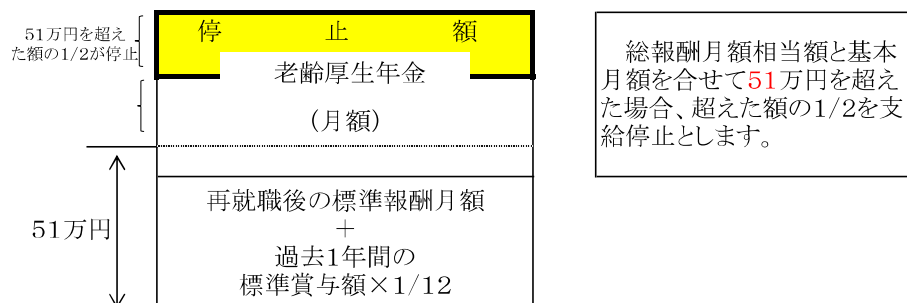 51万円を超え
た額の1/2が停止
停 止 額
老齢厚生年金
(月額)
51万円
再就職後の標準報酬月額
+
過去1年間の
標準賞与額×1/12
総報酬月額相当額と基本
月額を合せて51万円を超え
た場合、超えた額の1/2を支
給停止とします。